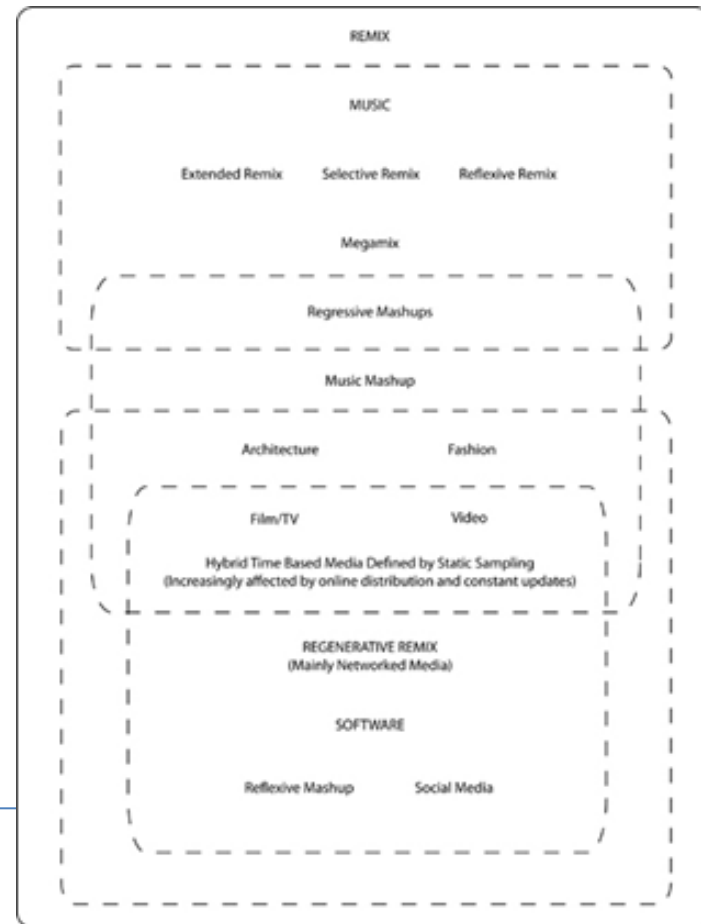 REMIX
MUSIC
Extended Remix Selective Remix Reflexive Remix
Megamix
Regressive Mashups
Music Mashup
Architecture Fashion
Film/TV Video
Hybrid Time Based Media Defined by Static Sampling
(Increasingly affected by online distribution and constant updates)
REGENERATIVE REMIX
(Mainly Networked Media)
SOFTWARE
Reflexive Mashup Social Media